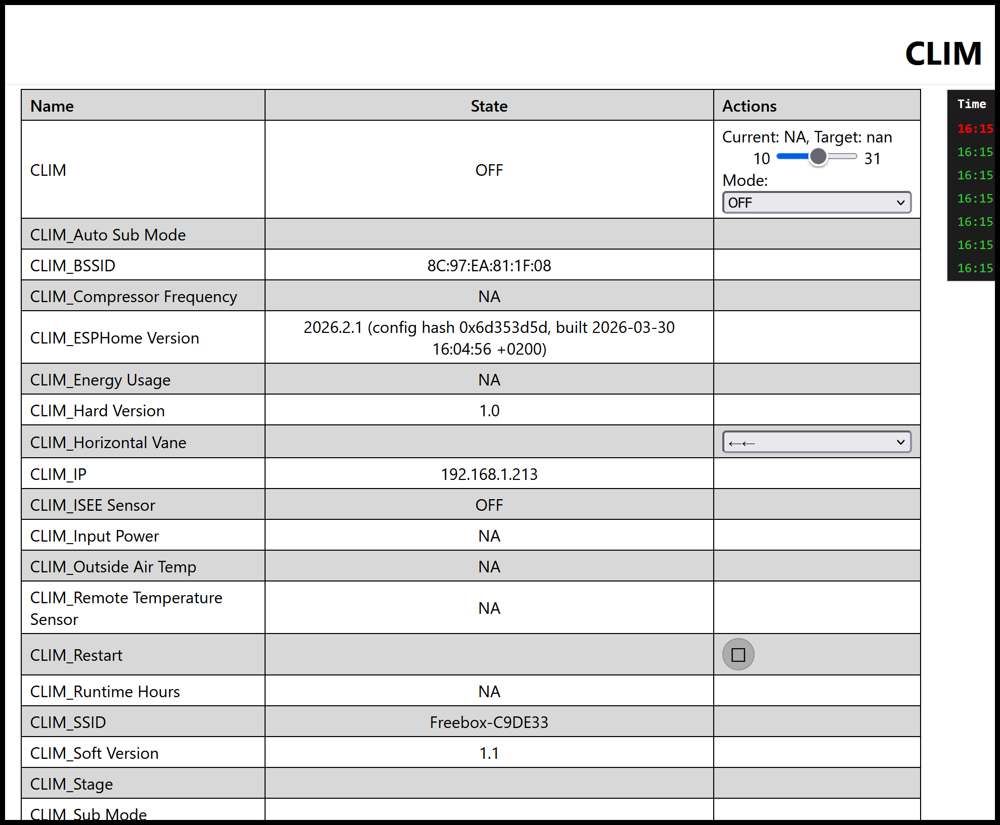 CLIM
Name State Actions
CLIM OFF Current: NA, Target: nan
10 31
Mode:
OFF
CLIM_Auto Sub Mode
CLIM_BSSID 8C:97:EA:81:1F:08
CLIM_Compressor Frequency NA
CLIM_ESPHome Version 2026.2.1 (config hash 0x6d353d5d, built 2026-03-30
16:04:56 +0200)
CLIM_Energy Usage NA
CLIM_Hard Version 1.0
CLIM_Horizontal Vane ←←
CLIM_IP 192.168.1.213
CLIM_ISEE Sensor OFF
CLIM_Input Power NA
CLIM_Outside Air Temp NA
CLIM_Remote Temperature
Sensor NA
CLIM_Restart
CLIM_Runtime Hours NA
CLIM_SSID Freebox-C9DE33
CLIM_Soft Version 1.1
CLIM_Stage
CLIM_Sub Mode
Time
16:15
16:15
16:15
16:15
16:15
16:15
16:15